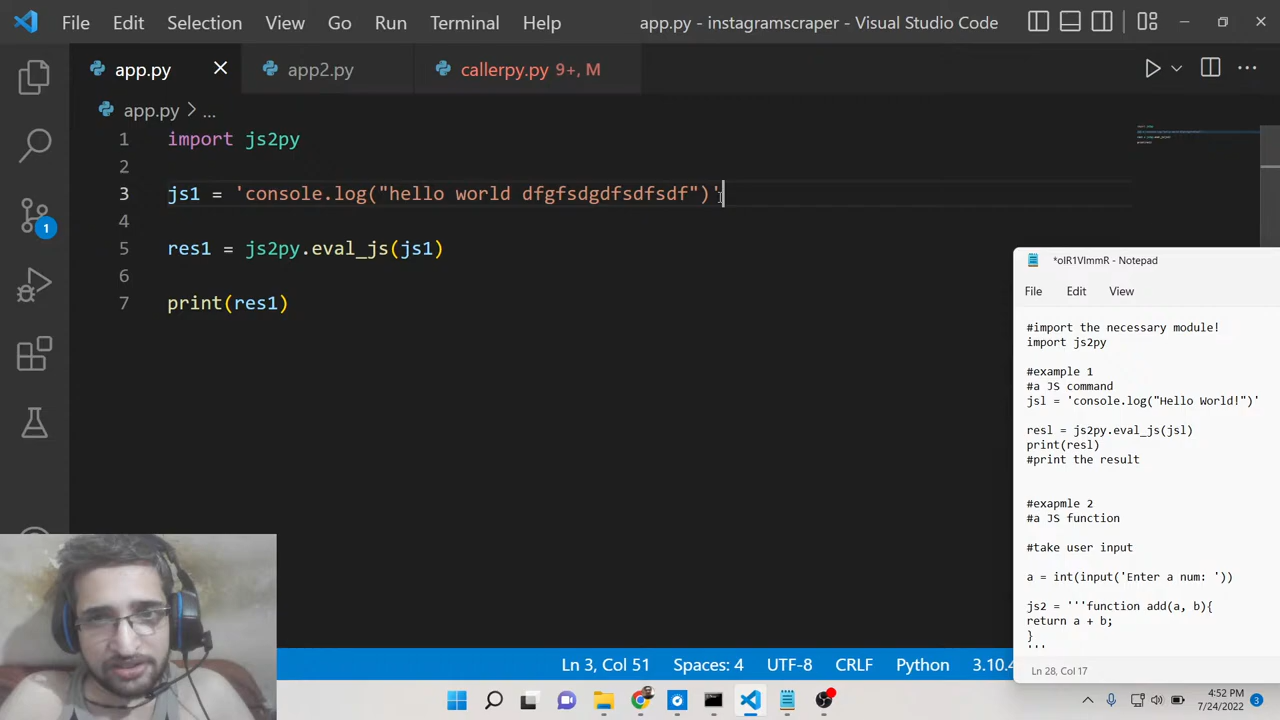 File Edit Selection View Go Run Terminal Help app.py - instagramscraper - Visual Studio Code
app.py app2.py callerpy.py 9+, M
app.py > ...
1 import js2py
2
3 js1 = 'console.log("hello world dfgfsdgdfsdfsdf")'
4
5 res1 = js2py.eval_js(js1)
6
7 print(res1)
1
*oIR1VImmR - Notepad
File Edit View
#import the necessary module!
import js2py
#example 1
#a JS command
jsl = 'console.log("Hello World!")'
resl = js2py.eval_js(jsl)
print(resl)
#print the result
#exapmle 2
#a JS function
#take user input
a = int(input('Enter a num: '))
js2 = '''function add(a, b){
return a + b;
}
'''
Ln 28, Col 17
Ln 3, Col 51 Spaces: 4 UTF-8 CRLF Python
4:52 PM
7/24/2022
3